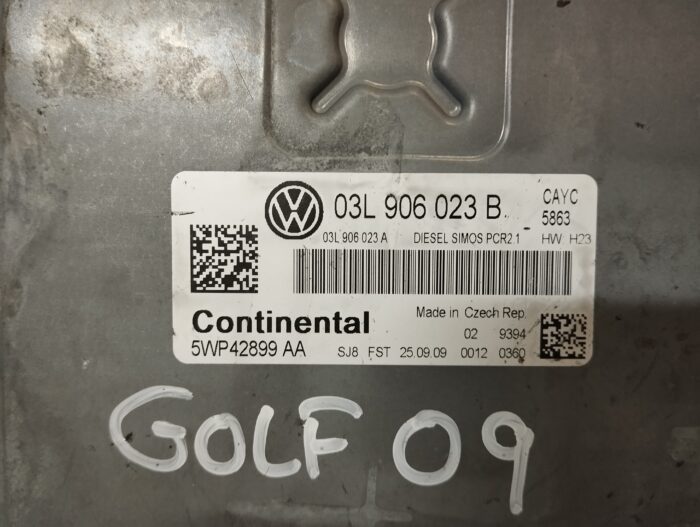 03L 906 023 B. CAYC
5863
03L 906 023 A DIESEL SIMOS PCR2.1 HW: H23
Continental Made in Czech Rep.
02 9394
5WP42899 AA SJ8 FST 25.09.09 0012 0360
GOLF 09